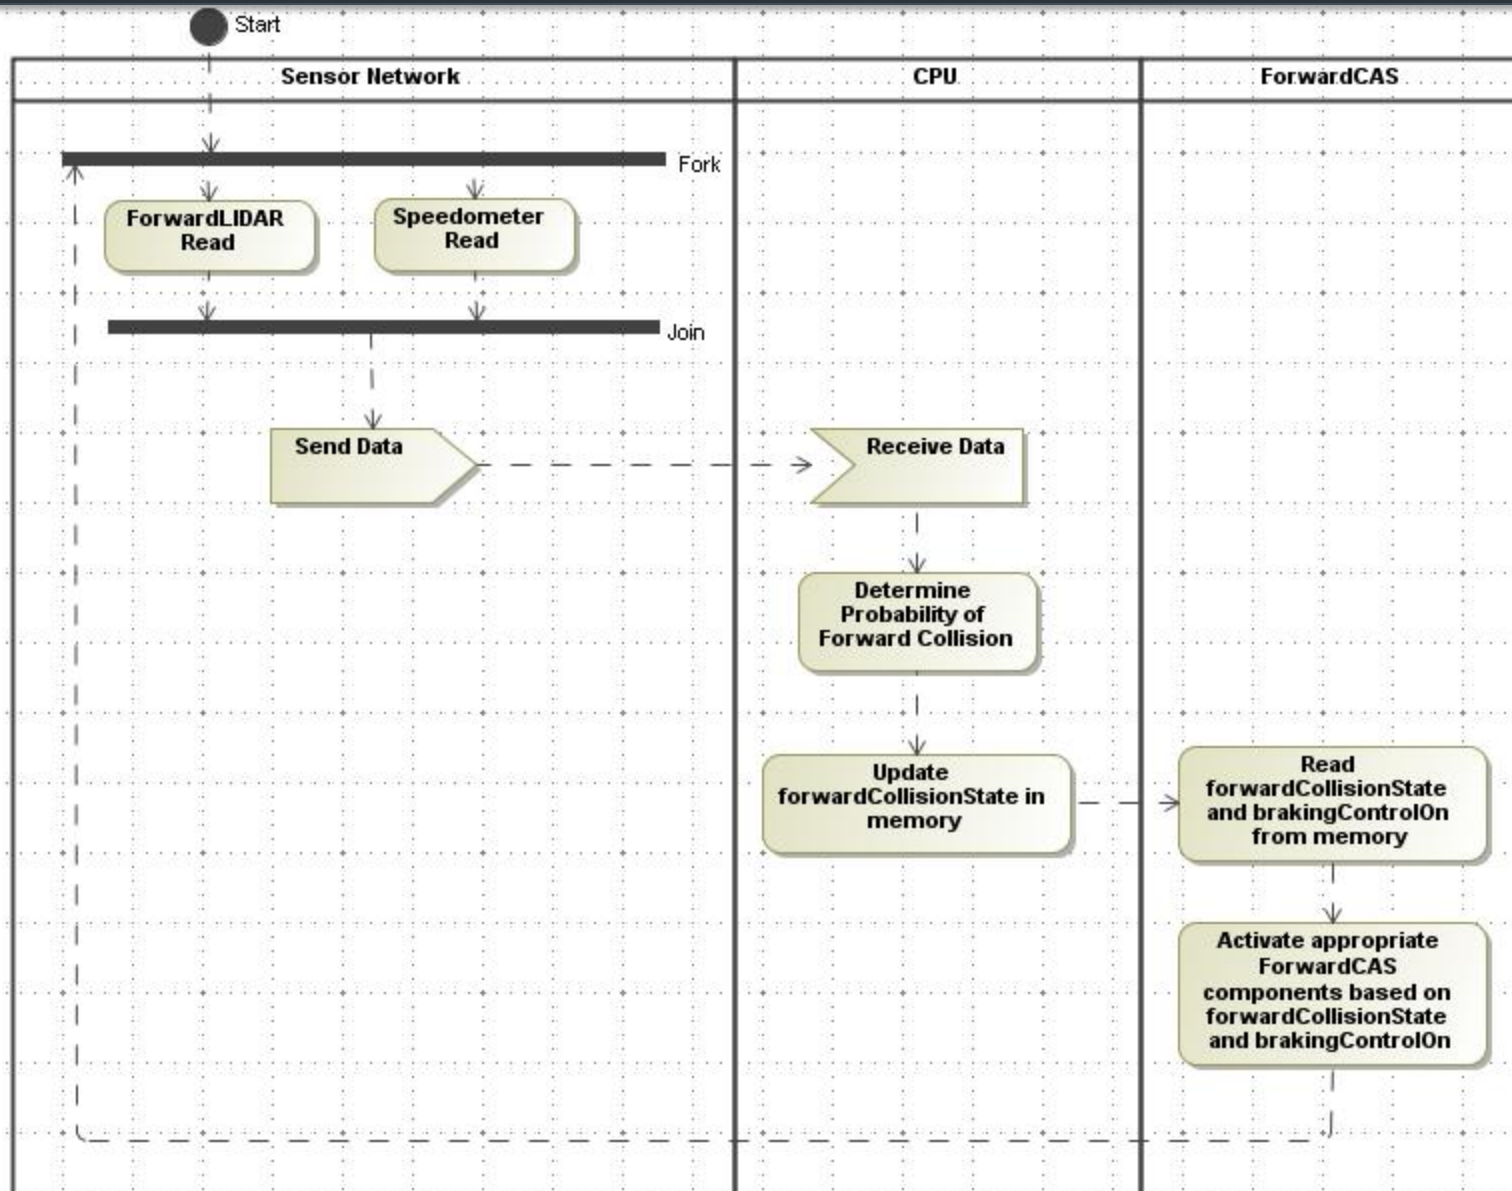 Start
Sensor Network
CPU
ForwardCAS
Fork
ForwardLIDAR
Read
Speedometer
Read
Join
Send Data
Receive Data
Determine
Probability of
Forward Collision
Update
forwardCollisionState in
memory
Read
forwardCollisionState
and brakingControlOn
from memory
Activate appropriate
ForwardCAS
components based on
forwardCollisionState
and brakingControlOn